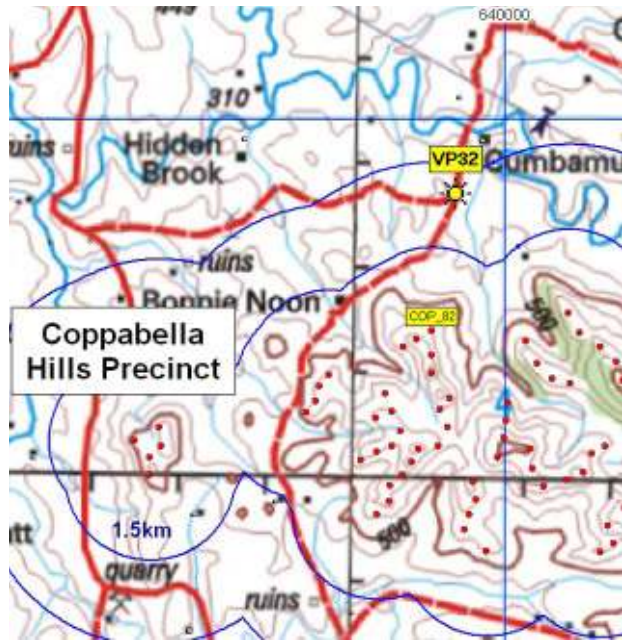 449
640000
310
Hidden
Brook
ruins
VP32
Cumbamu
ruins
Bonnie Noon
COP_82
500
Coppabella
Hills Precinct
500
1.5km
quarry
ruins